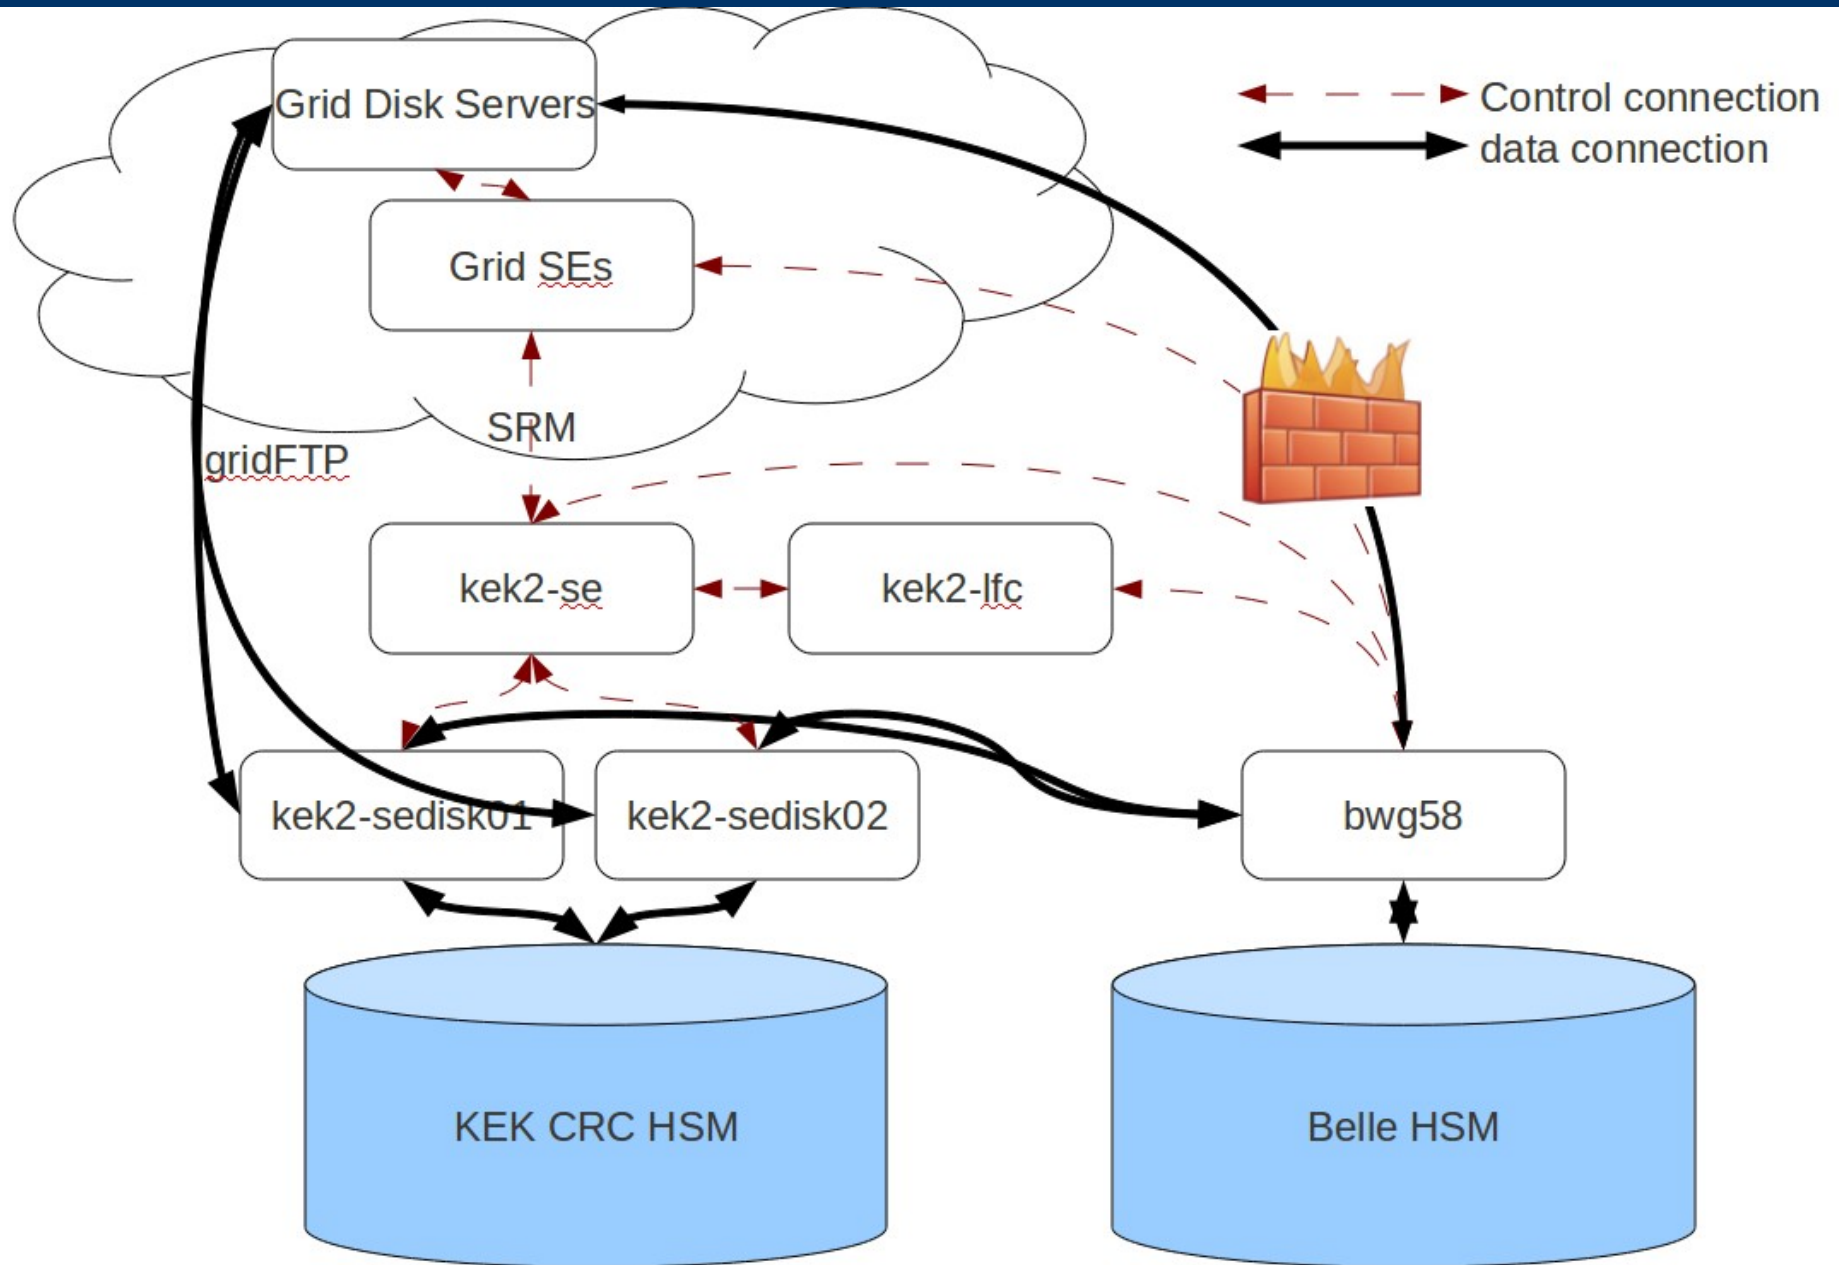 Grid Disk Servers
Control connection
data connection
Grid SEs
SRM
gridFTP
kek2-se
kek2-lfc
kek2-sedisk01
kek2-sedisk02
bwg58
KEK CRC HSM
Belle HSM